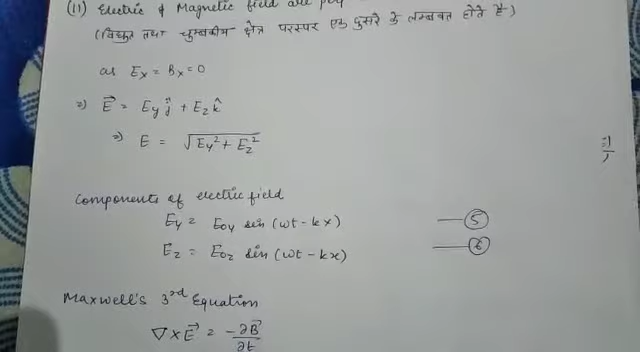 (11) Electric & Magnetic field are per
(विद्युत तथा चुम्बकीय क्षेत्र परस्पर एक दुसरे के लम्बवत होते है)
as Ex = Bx = 0
⇒ E⃗ = Ey ĵ + Ez k̂
⇒ E = √(Ey² + Ez²)
Components of electric field
Ey = E0y sin (ωt - kx) — ⑤
Ez = E0z sin (ωt - kx) — ⑥
Maxwell's 3rd Equation
∇ × E⃗ = -∂B⃗/∂t